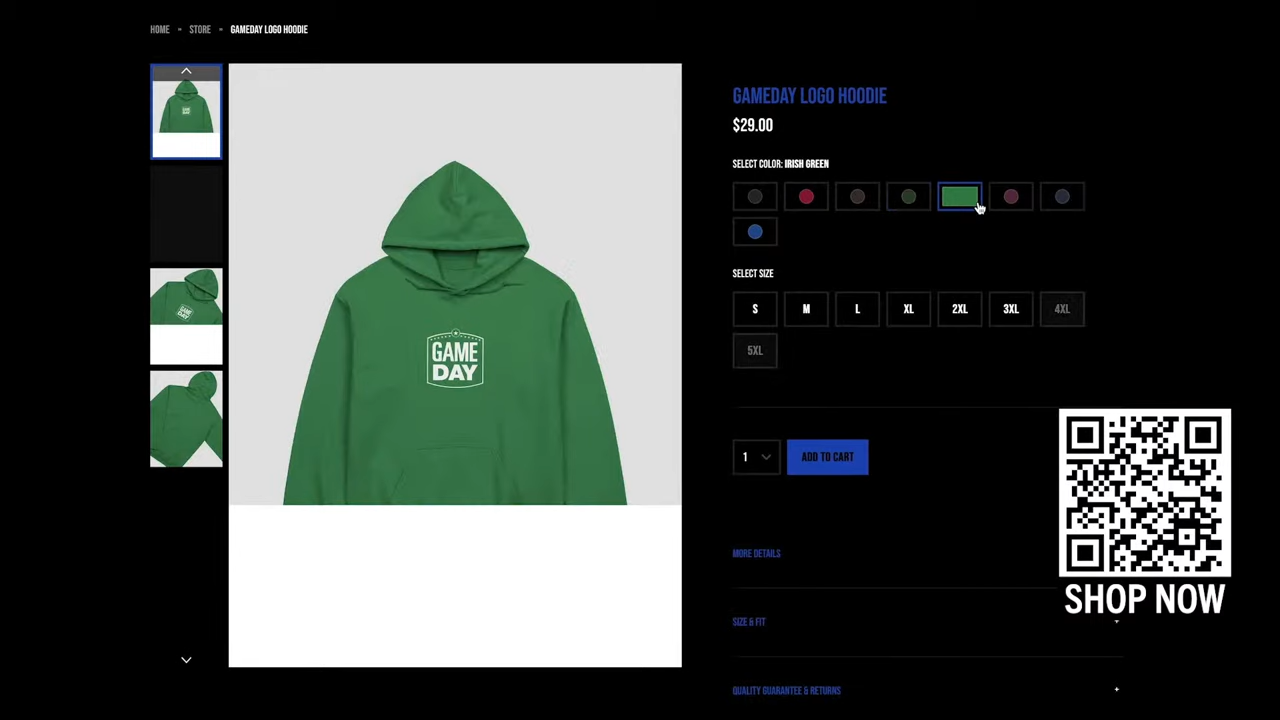 HOME » STORE » GAMEDAY LOGO HOODIE
GAMEDAY LOGO HOODIE
$29.00
SELECT COLOR: IRISH GREEN
SELECT SIZE
S M L XL 2XL 3XL 4XL
5XL
GAME
DAY
1 ADD TO CART
MORE DETAILS
SHOP NOW
SIZE & FIT
QUALITY GUARANTEE & RETURNS +